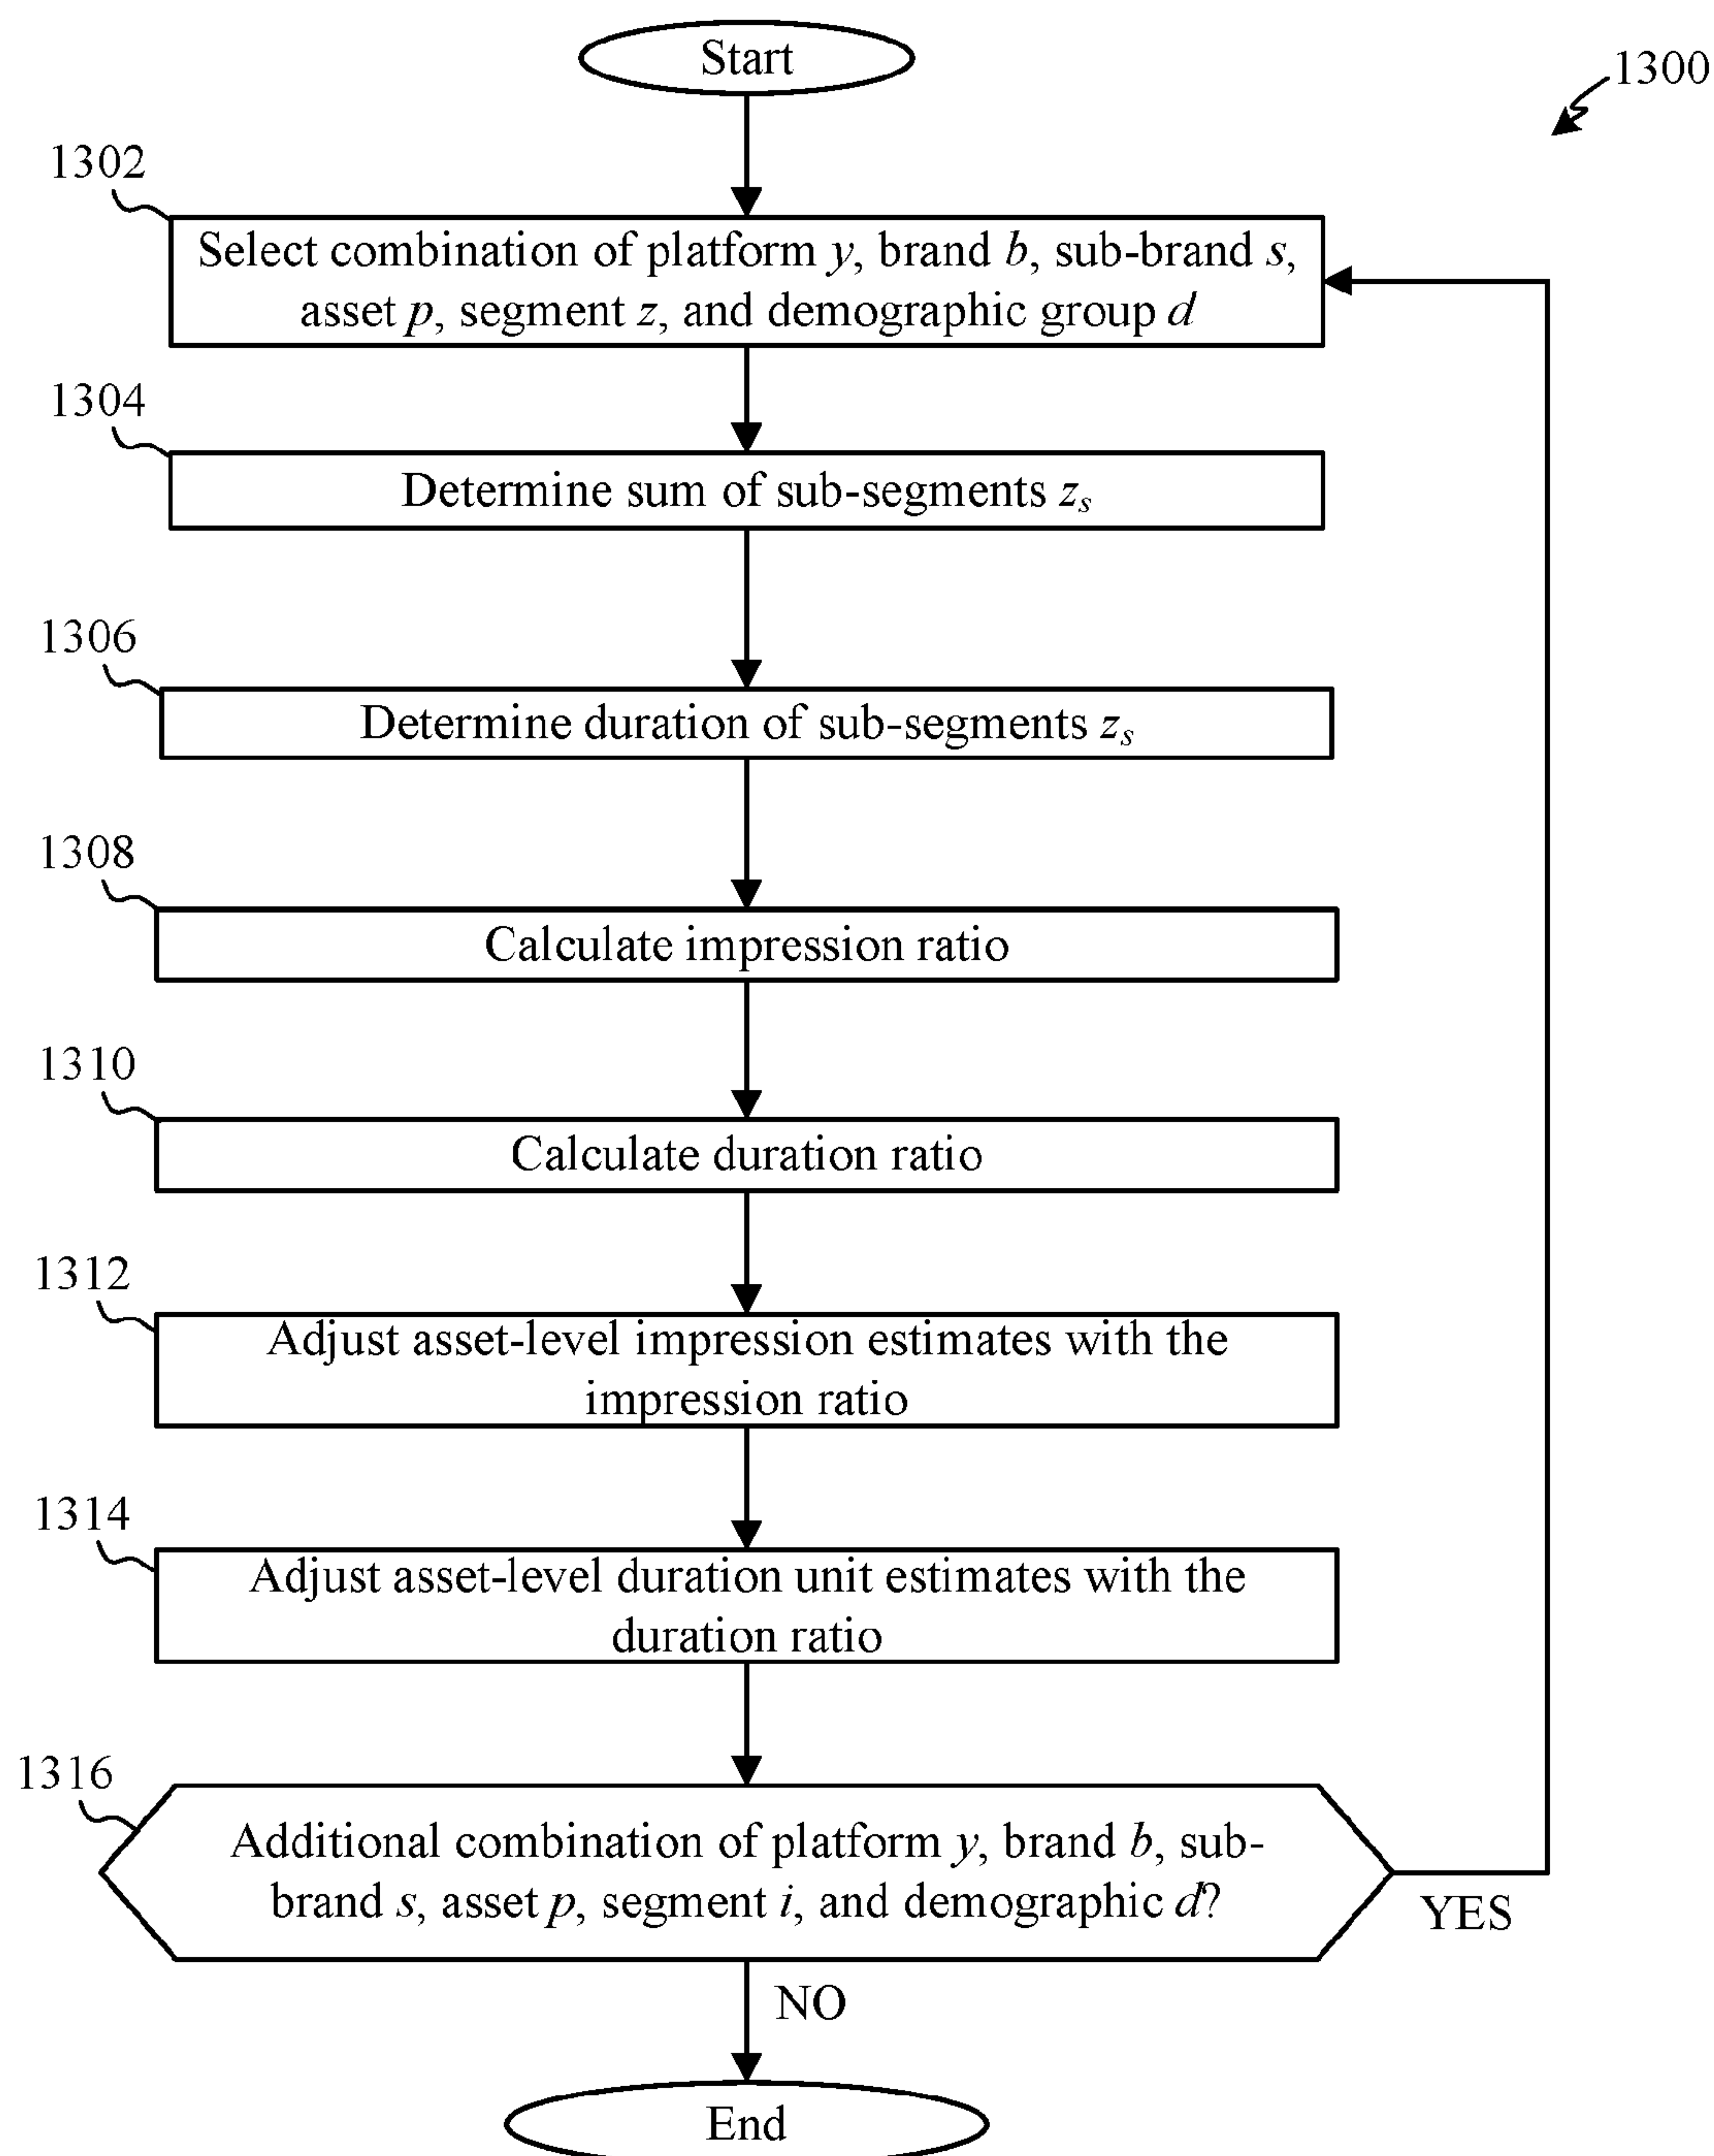 Start
1300
1302
Select combination of platform y, brand b, sub-brand s,
asset p, segment z, and demographic group d
1304
Determine sum of sub-segments zs
1306
Determine duration of sub-segments zs
1308
Calculate impression ratio
1310
Calculate duration ratio
1312
Adjust asset-level impression estimates with the
impression ratio
1314
Adjust asset-level duration unit estimates with the
duration ratio
1316
Additional combination of platform y, brand b, sub-
brand s, asset p, segment i, and demographic d?
YES
NO
End